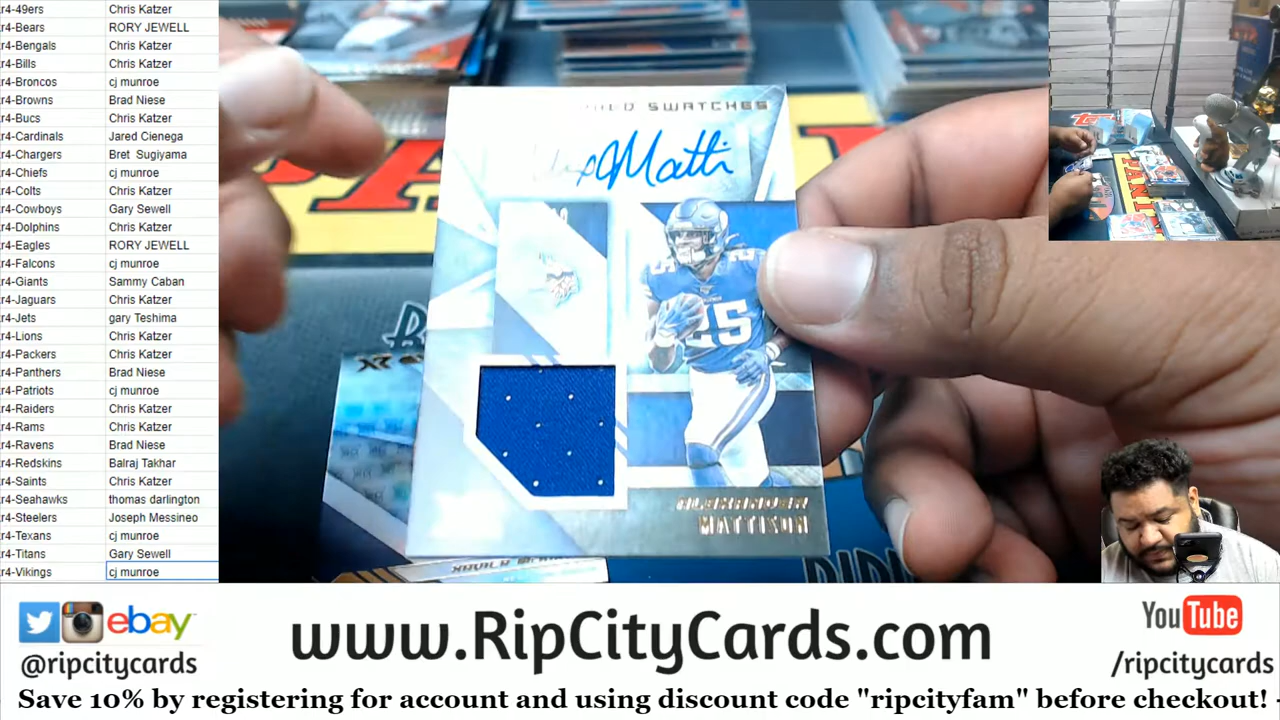 r4-49ers Chris Katzer
r4-Bears RORY JEWELL
r4-Bengals Chris Katzer
r4-Bills Chris Katzer
r4-Broncos cj munroe
r4-Browns Brad Niese
r4-Bucs Chris Katzer
r4-Cardinals Jared Cienega
r4-Chargers Bret Sugiyama
r4-Chiefs cj munroe
r4-Colts Chris Katzer
r4-Cowboys Gary Sewell
r4-Dolphins Chris Katzer
r4-Eagles RORY JEWELL
r4-Falcons cj munroe
r4-Giants Sammy Caban
r4-Jaguars Chris Katzer
r4-Jets gary Teshima
r4-Lions Chris Katzer
r4-Packers Chris Katzer
r4-Panthers Brad Niese
r4-Patriots cj munroe
r4-Raiders Chris Katzer
r4-Rams Chris Katzer
r4-Ravens Brad Niese
r4-Redskins Balraj Takhar
r4-Saints Chris Katzer
r4-Seahawks thomas darlington
r4-Steelers Joseph Messineo
r4-Texans cj munroe
r4-Titans Gary Sewell
r4-Vikings cj munroe
SWATCHES
25
25
ALEXANDER
MATTISON
XR
ebay
@ripcitycards
www.RipCityCards.com
YouTube
/ripcitycards
Save 10% by registering for account and using discount code "ripcityfam" before checkout!